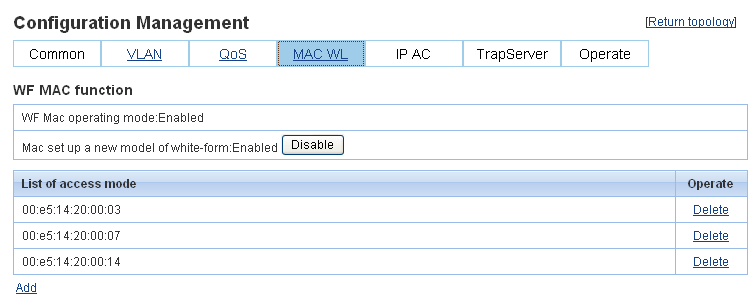 Configuration Management [Return topology]
Common VLAN QoS MAC WL IP AC TrapServer Operate
WF MAC function
WF Mac operating mode:Enabled
Mac set up a new model of white-form:Enabled Disable
List of access mode Operate
00:e5:14:20:00:03 Delete
00:e5:14:20:00:07 Delete
00:e5:14:20:00:14 Delete
Add